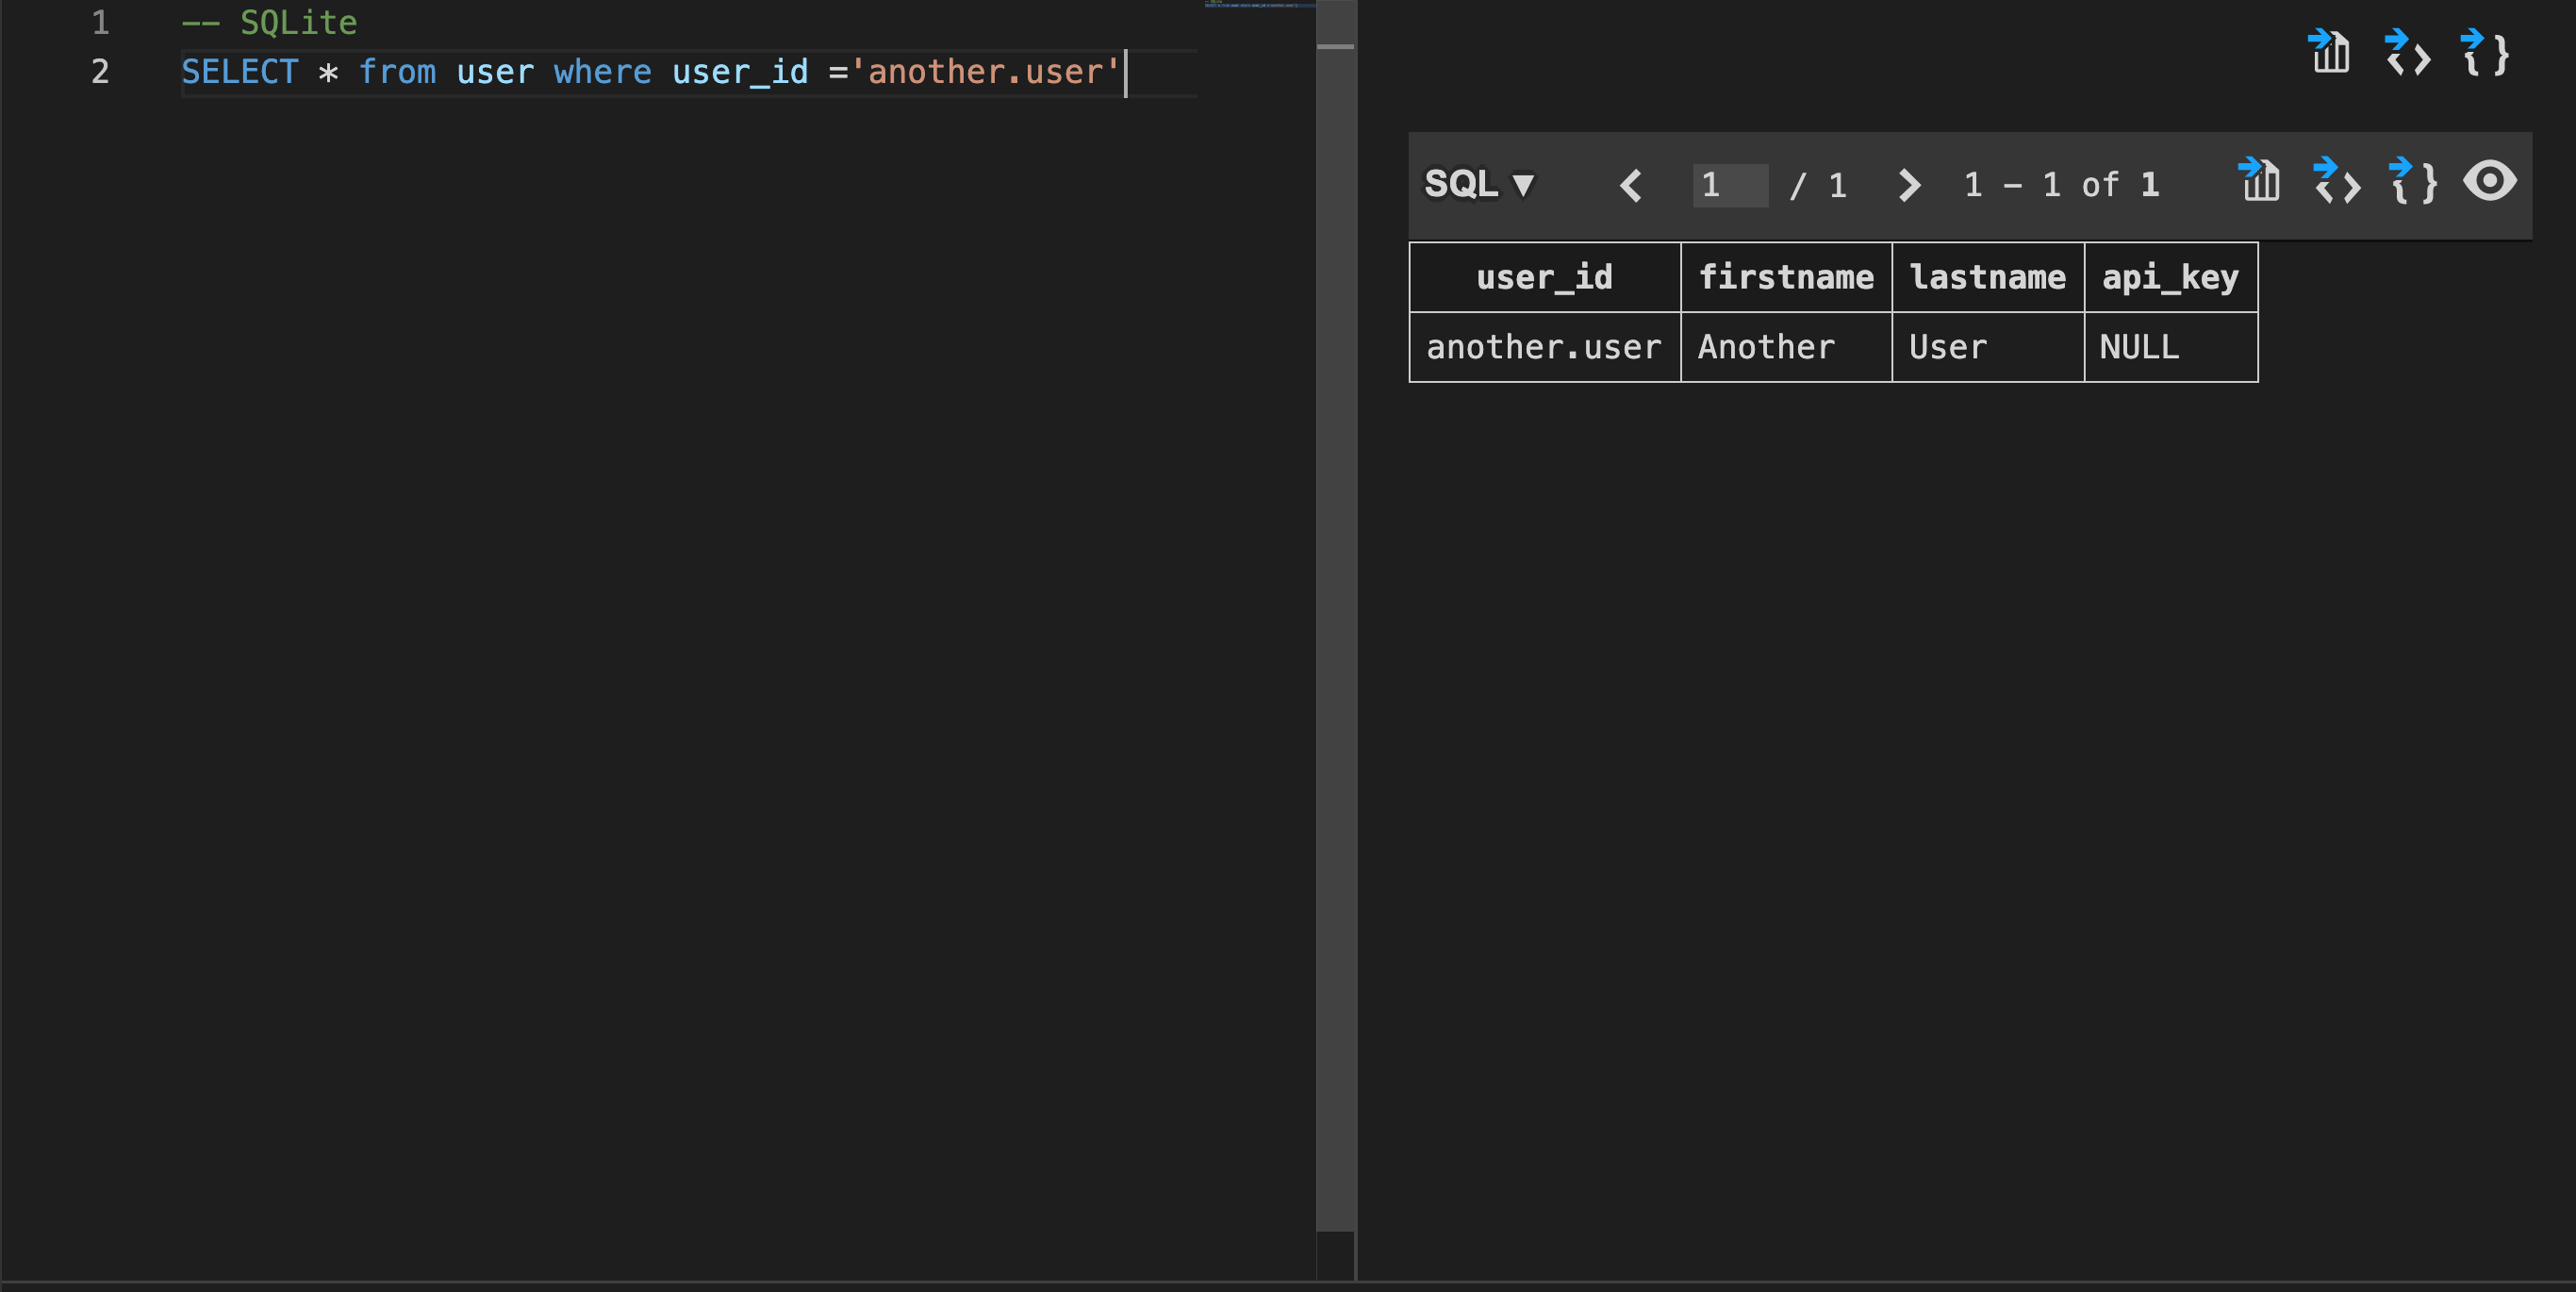 1 -- SQLite
2 SELECT * from user where user_id ='another.user'
SQL ▼ 1 / 1 1 – 1 of 1
user_id firstname lastname api_key
another.user Another User NULL